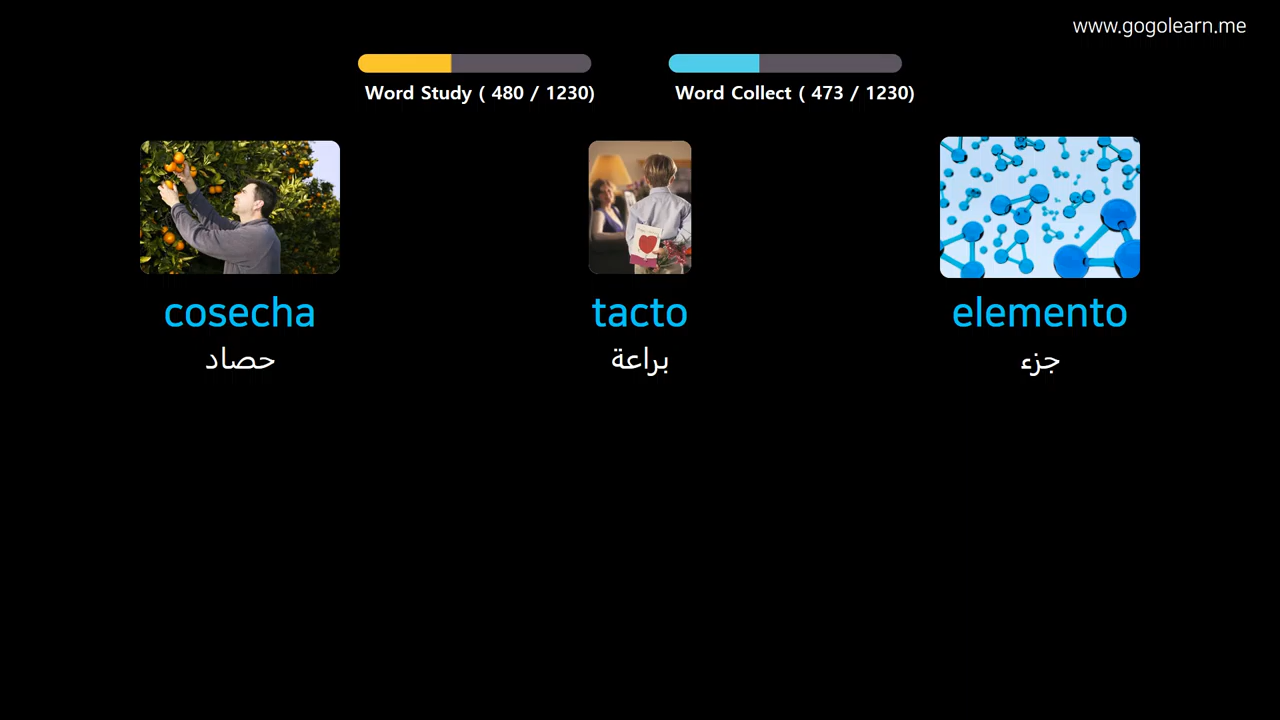 www.gogolearn.me
Word Study ( 480 / 1230)
Word Collect ( 473 / 1230)
cosecha
tacto
elemento
حصاد
براعة
جزء